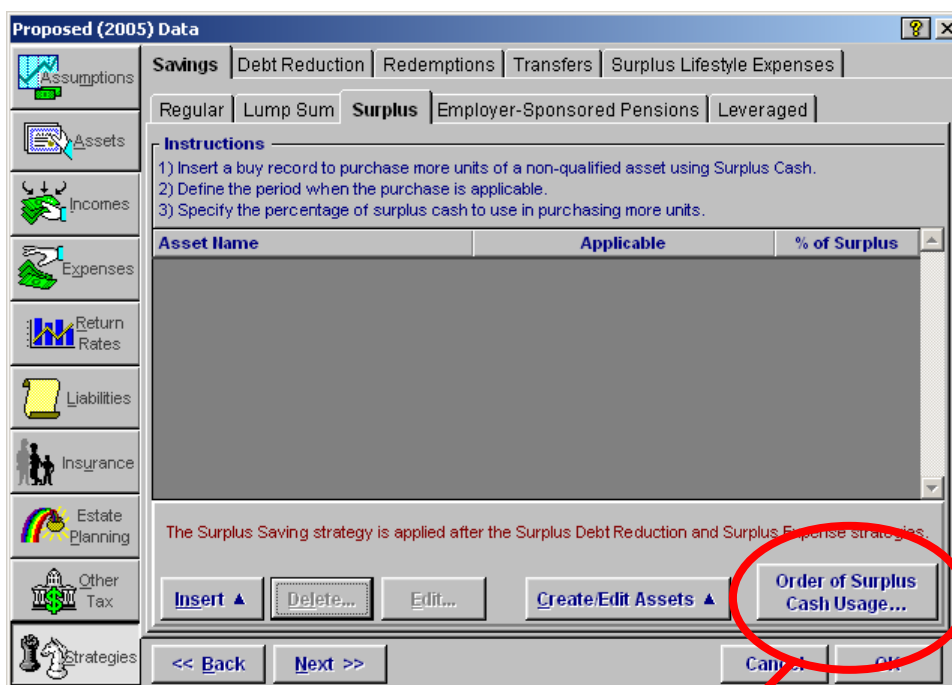 Proposed (2005) Data
Assumptions
Assets
Incomes
Expenses
Return
Rates
Liabilities
Insurance
Estate
Planning
Other
Tax
Strategies
Savings Debt Reduction Redemptions Transfers Surplus Lifestyle Expenses
Regular Lump Sum Surplus Employer-Sponsored Pensions Leveraged
Instructions
1) Insert a buy record to purchase more units of a non-qualified asset using Surplus Cash.
2) Define the period when the purchase is applicable.
3) Specify the percentage of surplus cash to use in purchasing more units.
Asset Name Applicable % of Surplus
The Surplus Saving strategy is applied after the Surplus Debt Reduction and Surplus Expense strategies.
Insert ▲ Delete... Edit... Create/Edit Assets ▲
Order of Surplus
Cash Usage...
<< Back Next >> Cancel OK